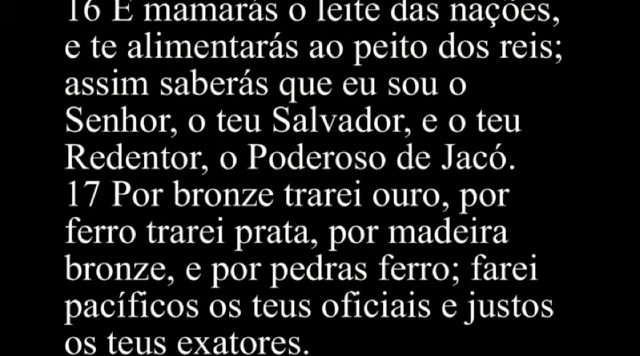 16 E mamarás o leite das nações,
e te alimentarás ao peito dos reis;
assim saberás que eu sou o
Senhor, o teu Salvador, e o teu
Redentor, o Poderoso de Jacó.
17 Por bronze trarei ouro, por
ferro trarei prata, por madeira
bronze, e por pedras ferro; farei
pacíficos os teus oficiais e justos
os teus exatores.